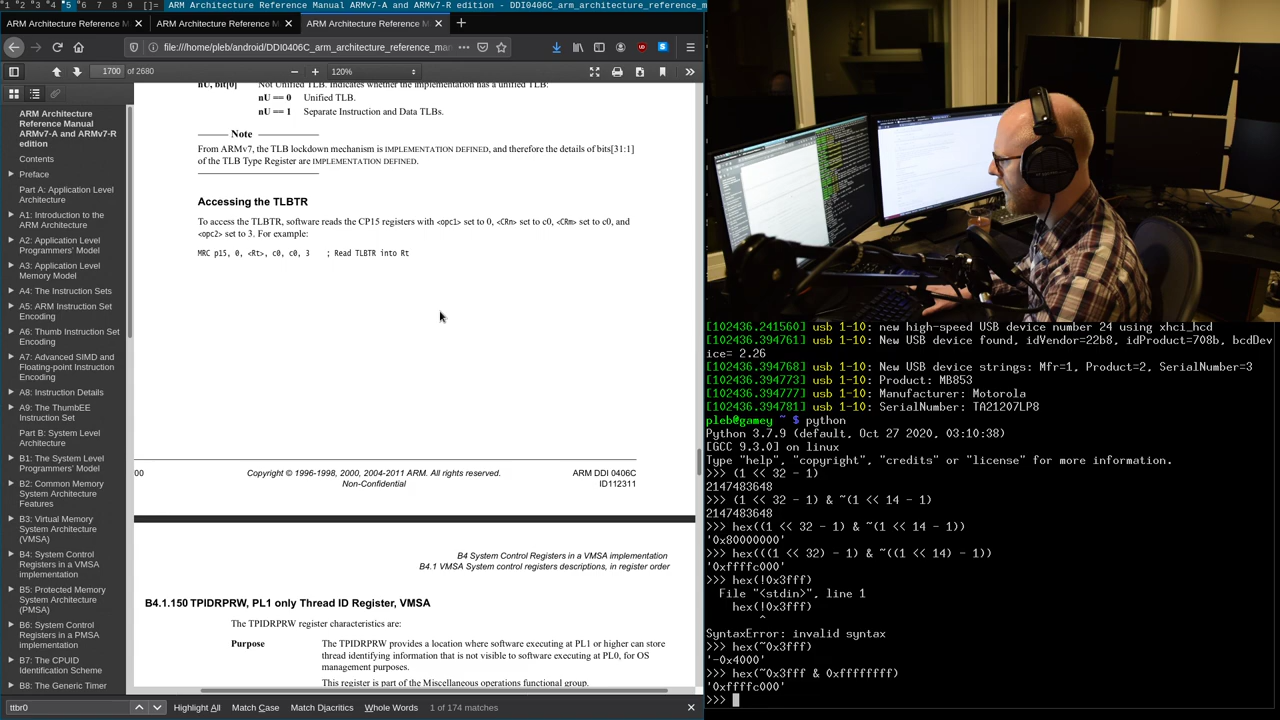 1 2 3 4 5 6 7 8 9 []= ARM Architecture Reference Manual ARMv7-A and ARMv7-R edition - DDI0406C_arm_architecture_reference_m
ARM Architecture Reference M
ARM Architecture Reference M
ARM Architecture Reference M
file:///home/pleb/android/DDI0406C_arm_architecture_reference_ma
1700 of 2680
120%
ARM Architecture
Reference Manual
ARMv7-A and ARMv7-R
edition
Contents
Preface
Part A: Application Level
Architecture
A1: Introduction to the
ARM Architecture
A2: Application Level
Programmers' Model
A3: Application Level
Memory Model
A4: The Instruction Sets
A5: ARM Instruction Set
Encoding
A6: Thumb Instruction Set
Encoding
A7: Advanced SIMD and
Floating-point Instruction
Encoding
A8: Instruction Details
A9: The ThumbEE
Instruction Set
Part B: System Level
Architecture
B1: The System Level
Programmers' Model
B2: Common Memory
System Architecture
Features
B3: Virtual Memory
System Architecture
(VMSA)
B4: System Control
Registers in a VMSA
implementation
B5: Protected Memory
System Architecture
(PMSA)
B6: System Control
Registers in a PMSA
implementation
B7: The CPUID
Identification Scheme
B8: The Generic Timer
nU, bit[0] Not Unified TLB. Indicates whether the implementation has a unified TLB:
nU == 0 Unified TLB.
nU == 1 Separate Instruction and Data TLBs.
Note
From ARMv7, the TLB lockdown mechanism is IMPLEMENTATION DEFINED, and therefore the details of bits[31:1]
of the TLB Type Register are IMPLEMENTATION DEFINED.
Accessing the TLBTR
To access the TLBTR, software reads the CP15 registers with <opc1> set to 0, <CRn> set to c0, <CRm> set to c0, and
<opc2> set to 3. For example:
MRC p15, 0, <Rt>, c0, c0, 3 ; Read TLBTR into Rt
00 Copyright © 1996-1998, 2000, 2004-2011 ARM. All rights reserved. ARM DDI 0406C
Non-Confidential ID112311
B4 System Control Registers in a VMSA implementation
B4.1 VMSA System control registers descriptions, in register order
B4.1.150 TPIDRPRW, PL1 only Thread ID Register, VMSA
The TPIDRPRW register characteristics are:
Purpose The TPIDRPRW provides a location where software executing at PL1 or higher can store
thread identifying information that is not visible to software executing at PL0, for OS
management purposes.
This register is part of the Miscellaneous operations functional group.
ttbr0 Highlight All Match Case Match Diacritics Whole Words 1 of 174 matches
[102436.241560] usb 1-10: new high-speed USB device number 24 using xhci_hcd
[102436.394761] usb 1-10: New USB device found, idVendor=22b8, idProduct=708b, bcdDev
ice= 2.26
[102436.394768] usb 1-10: New USB device strings: Mfr=1, Product=2, SerialNumber=3
[102436.394773] usb 1-10: Product: MB853
[102436.394777] usb 1-10: Manufacturer: Motorola
[102436.394781] usb 1-10: SerialNumber: TA21207LP8
pleb@gamey ~ $ python
Python 3.7.9 (default, Oct 27 2020, 03:10:38)
[GCC 9.3.0] on linux
Type "help", "copyright", "credits" or "license" for more information.
>>> (1 << 32 - 1)
2147483648
>>> (1 << 32 - 1) & ~(1 << 14 - 1)
2147483648
>>> hex((1 << 32 - 1) & ~(1 << 14 - 1))
'0x80000000'
>>> hex(((1 << 32) - 1) & ~((1 << 14) - 1))
'0xffffc000'
>>> hex(!0x3fff)
File "<stdin>", line 1
hex(!0x3fff)
^
SyntaxError: invalid syntax
>>> hex(~0x3fff)
'-0x4000'
>>> hex(~0x3fff & 0xffffffff)
'0xffffc000'
>>>